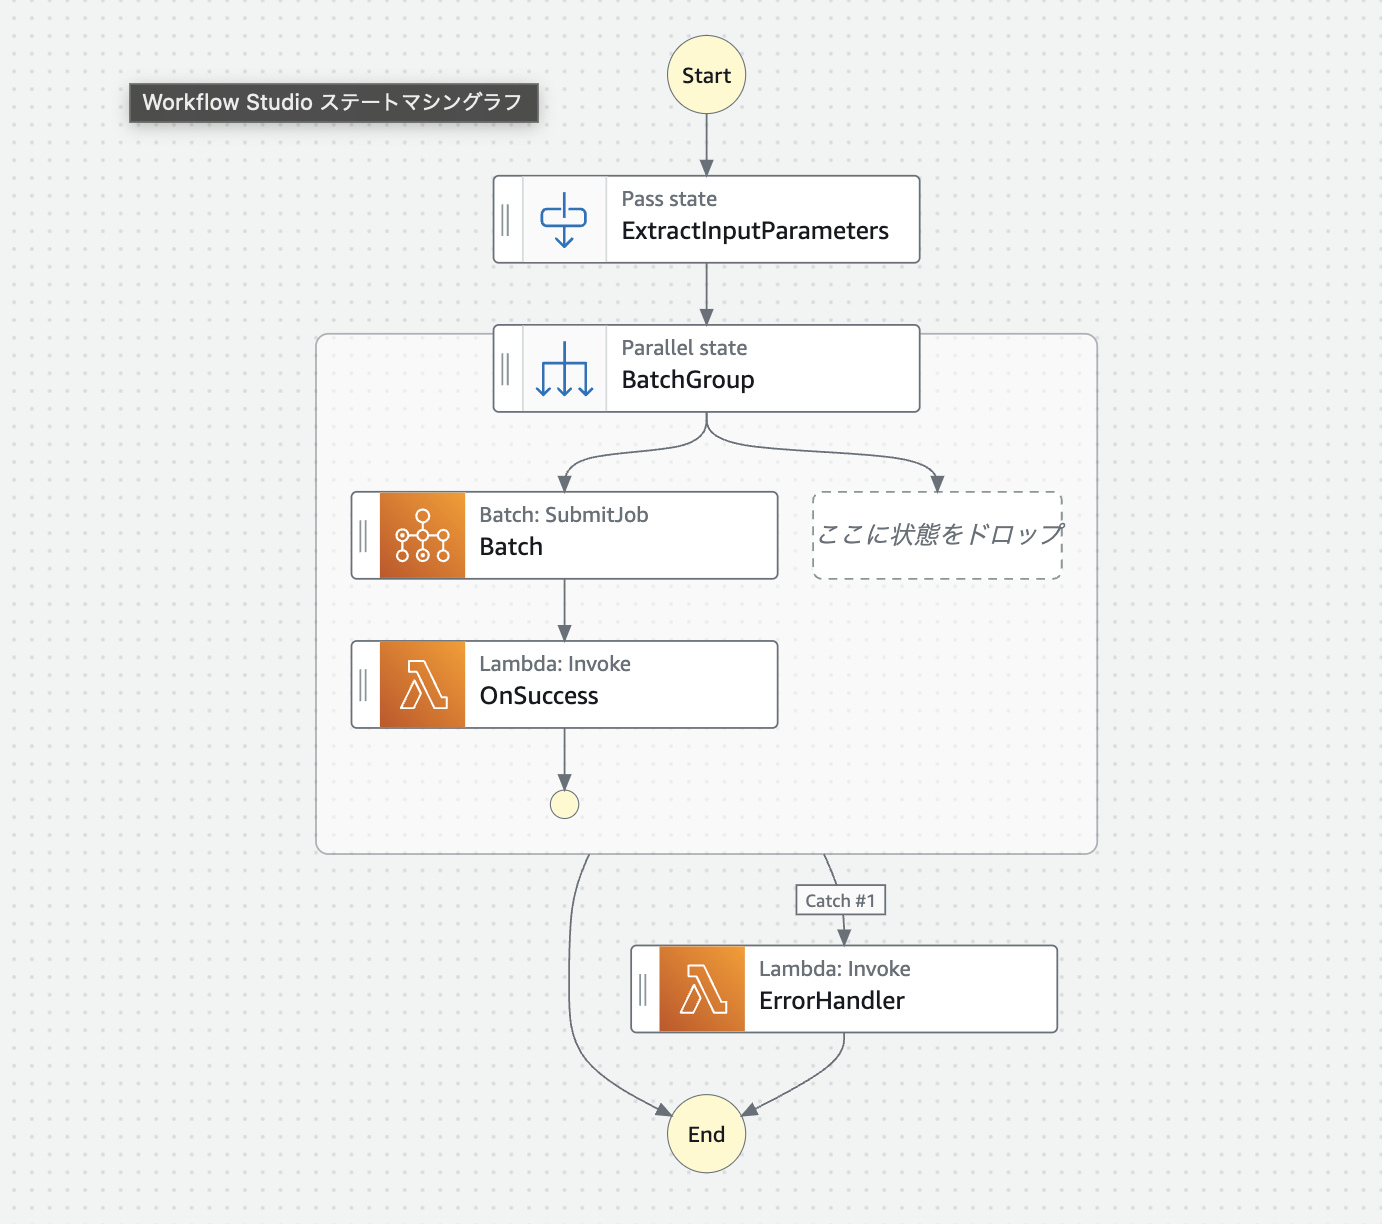 Start
Workflow Studio ステートマシングラフ
Pass state
ExtractInputParameters
Parallel state
BatchGroup
Batch: SubmitJob
Batch
ここに状態をドロップ
Lambda: Invoke
OnSuccess
Catch #1
Lambda: Invoke
ErrorHandler
End